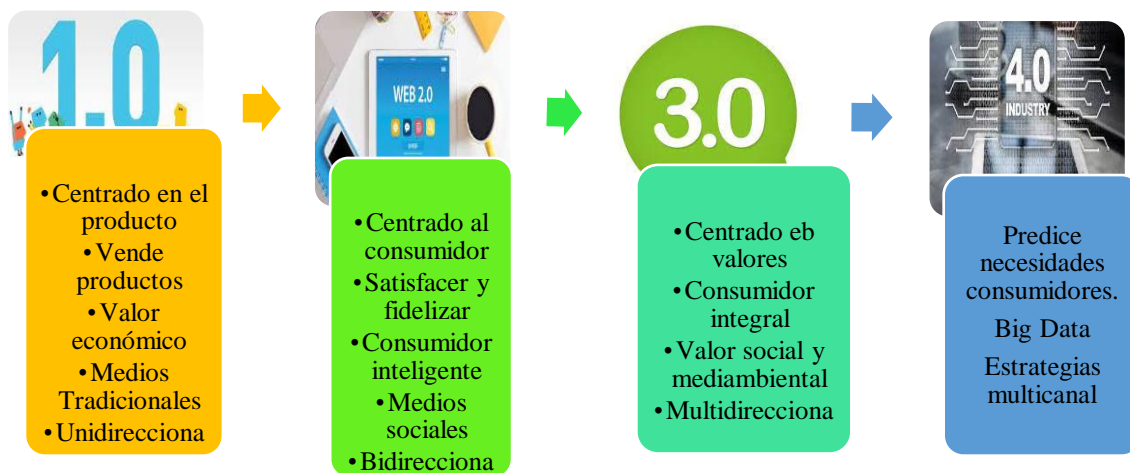 1.0
•Centrado en el
producto
•Vende
productos
•Valor
económico
•Medios
Tradicionales
•Unidirecciona
WEB 2.0
•Centrado al
consumidor
•Satisfacer y
fidelizar
•Consumidor
inteligente
•Medios
sociales
•Bidirecciona
3.0
•Centrado eb
valores
•Consumidor
integral
•Valor social y
mediambiental
•Multidirecciona
4.0
INDUSTRY
Predice
necesidades
consumidores.
Big Data
Estrategias
multicanal